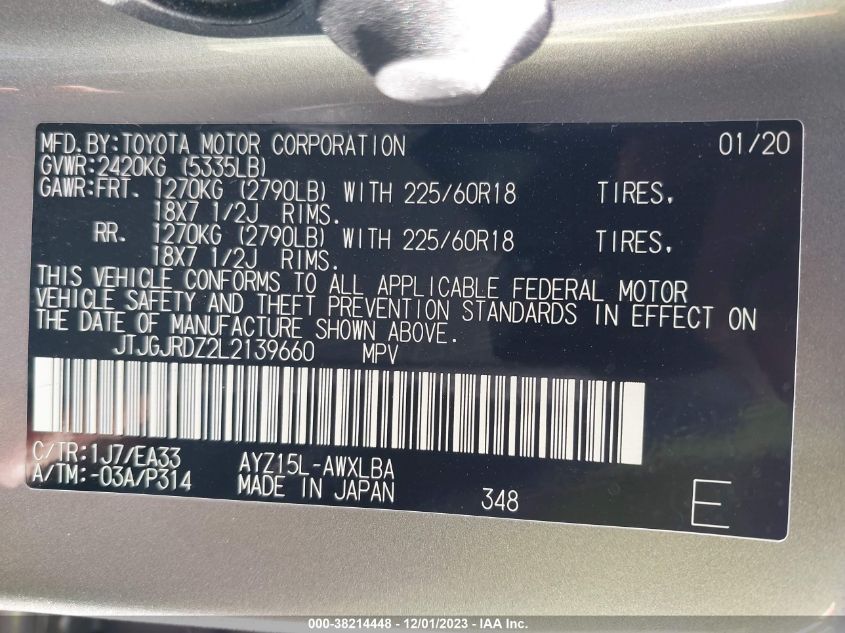 MFD.BY:TOYOTA MOTOR CORPORATION 01/20
GVWR:2420KG (5335LB)
GAWR:FRT. 1270KG (2790LB) WITH 225/60R18 TIRES,
18X7 1/2J RIMS.
RR. 1270KG (2790LB) WITH 225/60R18 TIRES,
18X7 1/2J RIMS.
THIS VEHICLE CONFORMS TO ALL APPLICABLE FEDERAL MOTOR
VEHICLE SAFETY AND THEFT PREVENTION STANDARDS IN EFFECT ON
THE DATE OF MANUFACTURE SHOWN ABOVE.
JTJGJRDZ2L2139660 MPV
C/TR:1J7/EA33 AYZ15L-AWXLBA
A/TM:-03A/P314 MADE IN JAPAN 348 E
000-38214448 - 12/01/2023 - IAA Inc.